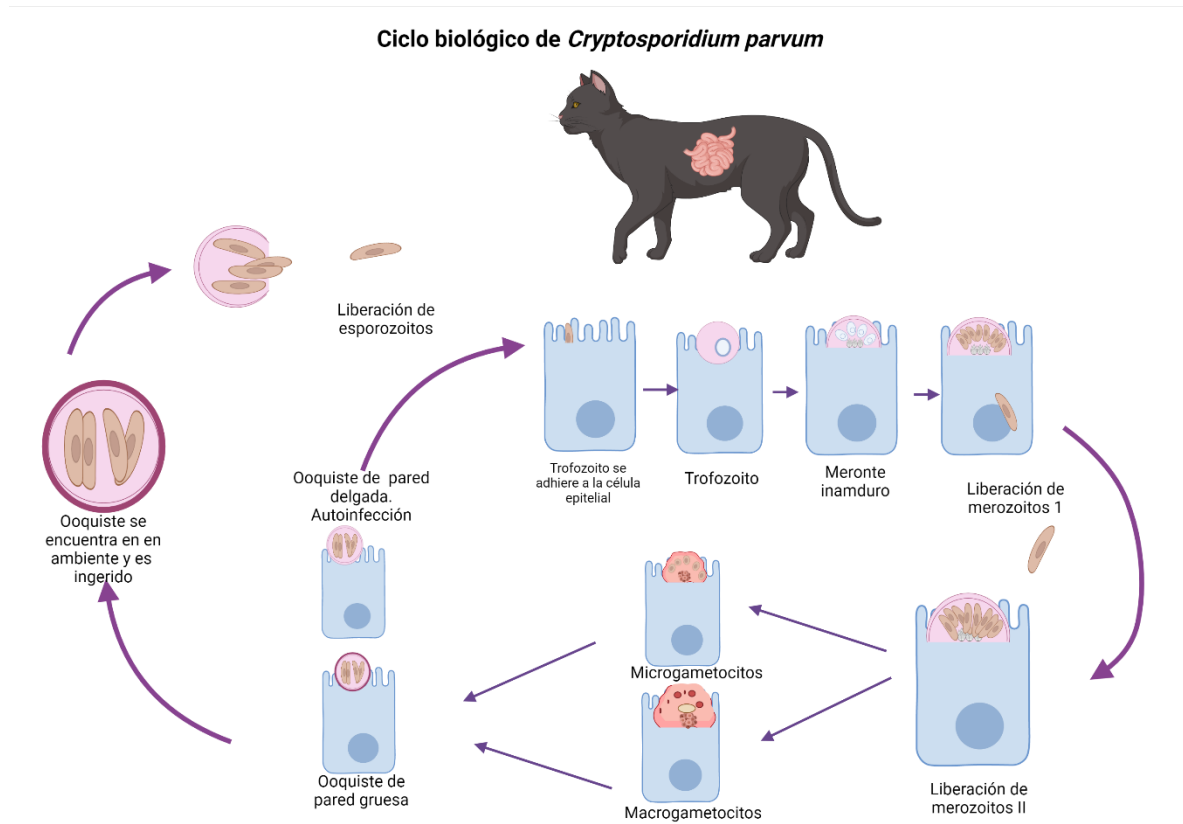 Ciclo biológico de Cryptosporidium parvum
Liberación de
esporozoitos
Trofozoito se
adhiere a la célula
epitelial
Trofozoito
Meronte
inamduro
Liberación de
merozoitos 1
Ooquiste de pared
delgada.
Autoinfección
Ooquiste se
encuentra en en
ambiente y es
ingerido
Microgametocitos
Macrogametocitos
Ooquiste de
pared gruesa
Liberación de
merozoitos II